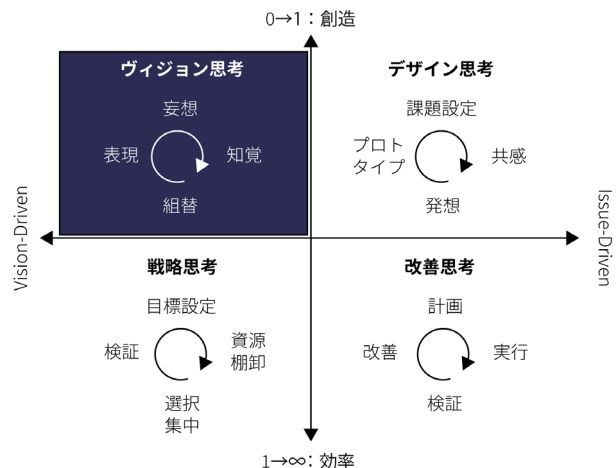 0→1：創造
ヴィジョン思考
妄想
表現
知覚
組替
デザイン思考
課題設定
プロト
タイプ
共感
発想
Vision-Driven
Issue-Driven
戦略思考
目標設定
検証
資源
棚卸
選択
集中
改善思考
計画
改善
実行
検証
1→∞：効率